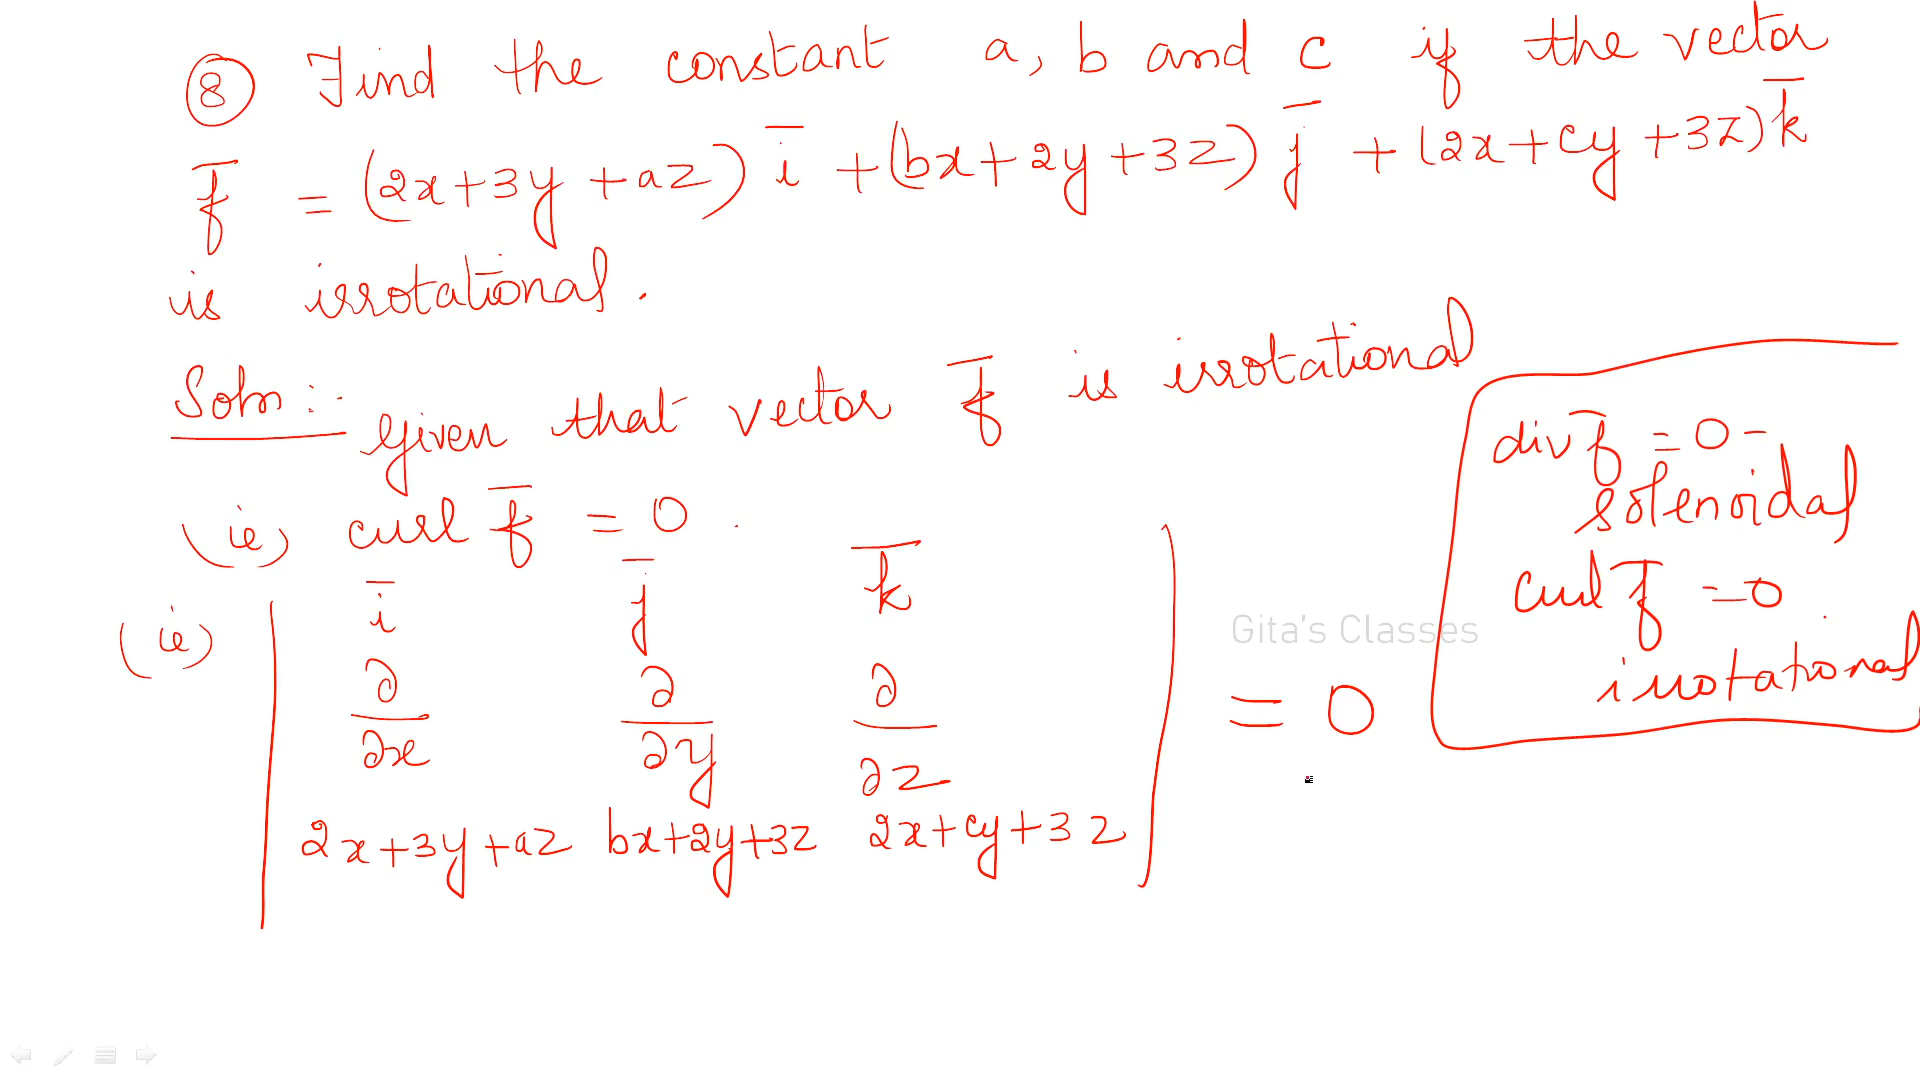 ⑧ Find the constant a, b and c if the vector
f̄ = (2x+3y+az) ī +(bx+2y+3z) j̄ + (2x+cy+3z) k̄
is irrotational.
Soln :- Given that vector f̄ is irrotational
(ie) curl f̄ = 0.
(ie) | ī j̄ k̄ |
∂/∂x ∂/∂y ∂/∂z = 0
2x+3y+az bx+2y+3z 2x+cy+3z
div f̄ = 0 -
solenoidal
curl f̄ = 0.
irrotational
Gita's Classes